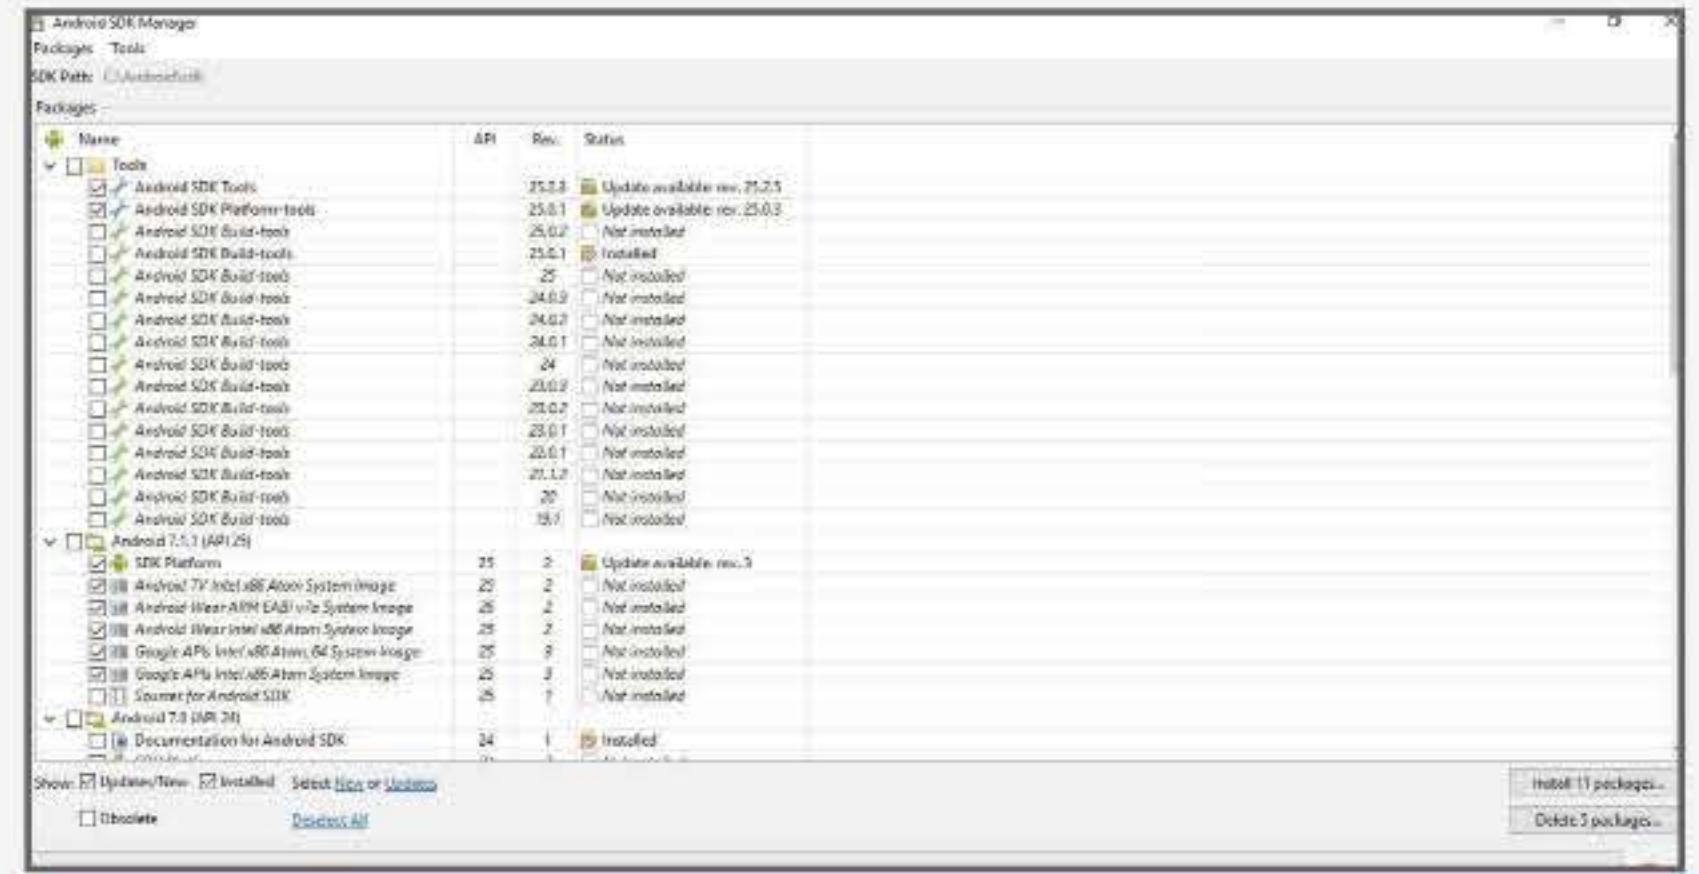 Android SDK Manager
Packages Tools
SDK Path: C:\Android\sdk
Packages
Name API Rev. Status
Tools
Android SDK Tools 25.2.3 Update available: rev. 25.2.5
Android SDK Platform-tools 25.0.1 Update available: rev. 25.0.3
Android SDK Build-tools 25.0.2 Not installed
Android SDK Build-tools 25.0.1 Installed
Android SDK Build-tools 25 Not installed
Android SDK Build-tools 24.0.3 Not installed
Android SDK Build-tools 24.0.2 Not installed
Android SDK Build-tools 24.0.1 Not installed
Android SDK Build-tools 24 Not installed
Android SDK Build-tools 23.0.3 Not installed
Android SDK Build-tools 23.0.2 Not installed
Android SDK Build-tools 23.0.1 Not installed
Android SDK Build-tools Not installed
Android SDK Build-tools 21.1.2 Not installed
Android SDK Build-tools 20 Not installed
Android SDK Build-tools 19.1 Not installed
Android 7.1.1 (API 25)
SDK Platform 25 2 Update available: rev. 3
Android TV Intel x86 Atom System Image 25 2 Not installed
Android Wear ARM EABI v7a System Image 25 2 Not installed
Android Wear Intel x86 Atom System Image 25 2 Not installed
Google APIs Intel x86 Atom_64 System Image 25 3 Not installed
Google APIs Intel x86 Atom System Image 25 3 Not installed
Sources for Android SDK 25 1 Not installed
Android 7.0 (API 24)
Documentation for Android SDK 24 1 Installed
Show: Updates/New Installed Select New or Updates
Obsolete Deselect All
Install 11 packages...
Delete 5 packages...